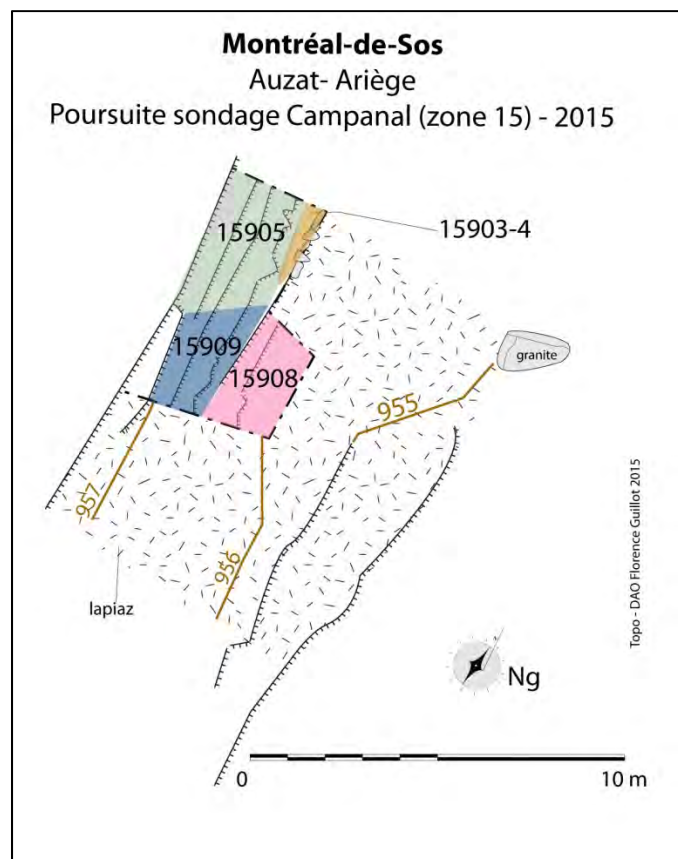 Montréal-de-Sos
Auzat- Ariège
Poursuite sondage Campanal (zone 15) - 2015
15905
15903-4
15909
15908
granite
955
957
956
lapiaz
Topo - DAO Florence Guillot 2015
Ng
0
10 m